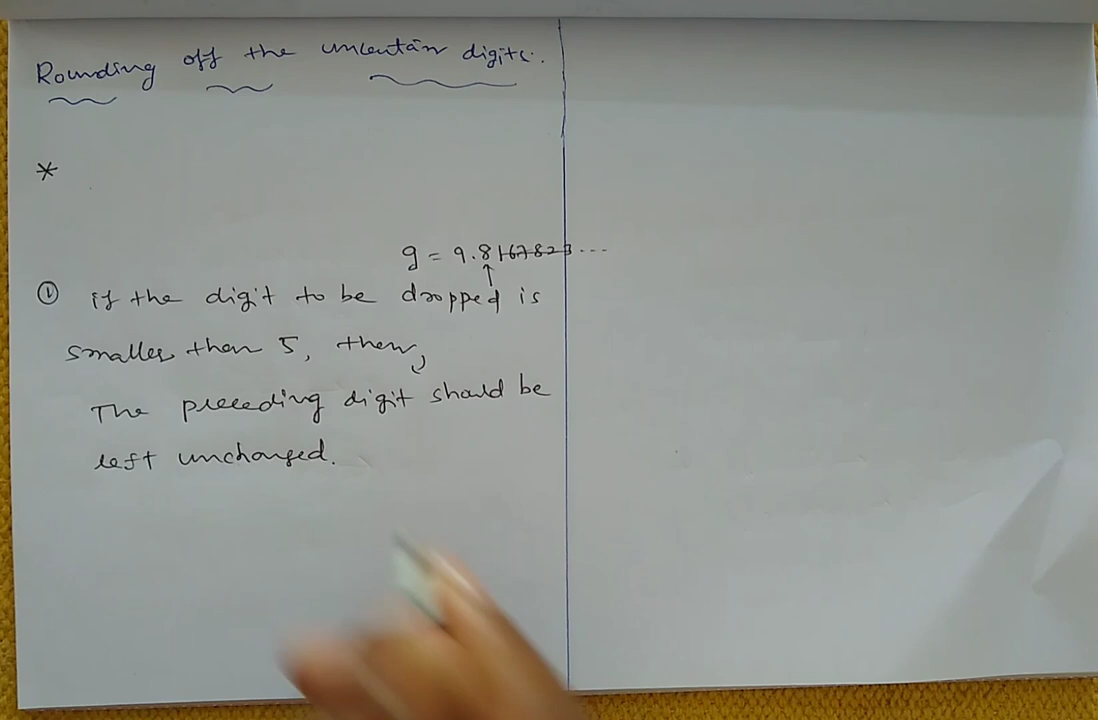 Rounding off the uncertain digits.
*
g = 9.8167823...
① if the digit to be dropped is
smaller than 5, then,
The preceding digit should be
left unchanged.